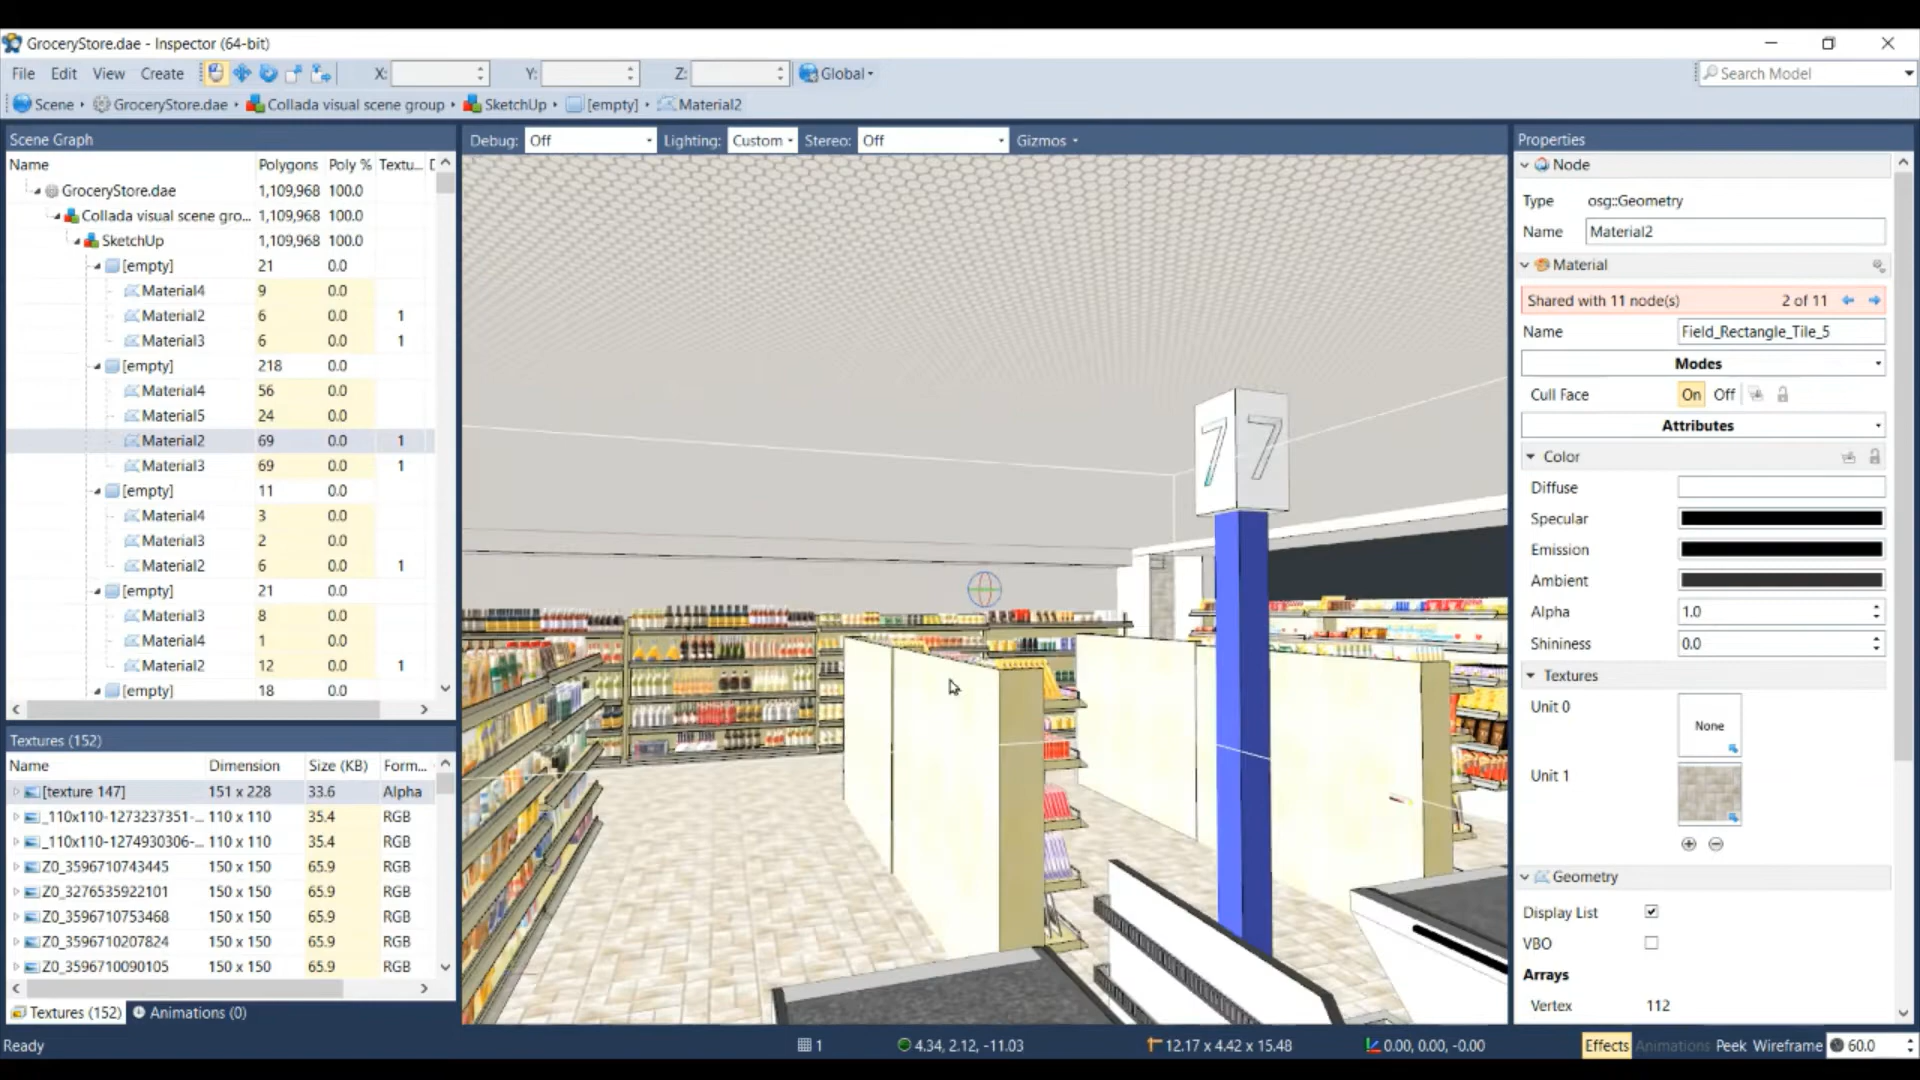 GroceryStore.dae - Inspector (64-bit)
File Edit View Create X: Y: Z: Global Search Model
Scene GroceryStore.dae Collada visual scene group SketchUp [empty] Material2
Scene Graph
Name Polygons Poly % Textu... D
GroceryStore.dae 1,109,968 100.0
Collada visual scene gro... 1,109,968 100.0
SketchUp 1,109,968 100.0
[empty] 21 0.0
Material4 9 0.0
Material2 6 0.0 1
Material3 6 0.0 1
[empty] 218 0.0
Material4 56 0.0
Material5 24 0.0
Material2 69 0.0 1
Material3 69 0.0 1
[empty] 11 0.0
Material4 3 0.0
Material3 2 0.0
Material2 6 0.0 1
[empty] 21 0.0
Material3 8 0.0
Material4 1 0.0
Material2 12 0.0 1
[empty] 18 0.0
Textures (152)
Name Dimension Size (KB) Form...
[texture 147] 151 x 228 33.6 Alpha
_110x110-1273237351-... 110 x 110 35.4 RGB
_110x110-1274930306-... 110 x 110 35.4 RGB
Z0_3596710743445 150 x 150 65.9 RGB
Z0_3276535922101 150 x 150 65.9 RGB
Z0_3596710753468 150 x 150 65.9 RGB
Z0_3596710207824 150 x 150 65.9 RGB
Z0_3596710090105 150 x 150 65.9 RGB
Textures (152) Animations (0)
Debug: Off Lighting: Custom Stereo: Off Gizmos
7 7
Properties
Node
Type osg::Geometry
Name Material2
Material
Shared with 11 node(s) 2 of 11
Name Field_Rectangle_Tile_5
Modes
Cull Face On Off
Attributes
Color
Diffuse
Specular
Emission
Ambient
Alpha 1.0
Shininess 0.0
Textures
Unit 0 None
Unit 1
Geometry
Display List
VBO
Arrays
Vertex 112
Ready 1 4.34, 2.12, -11.03 12.17 x 4.42 x 15.48 0.00, 0.00, -0.00 Effects Animations Peek Wireframe 60.0